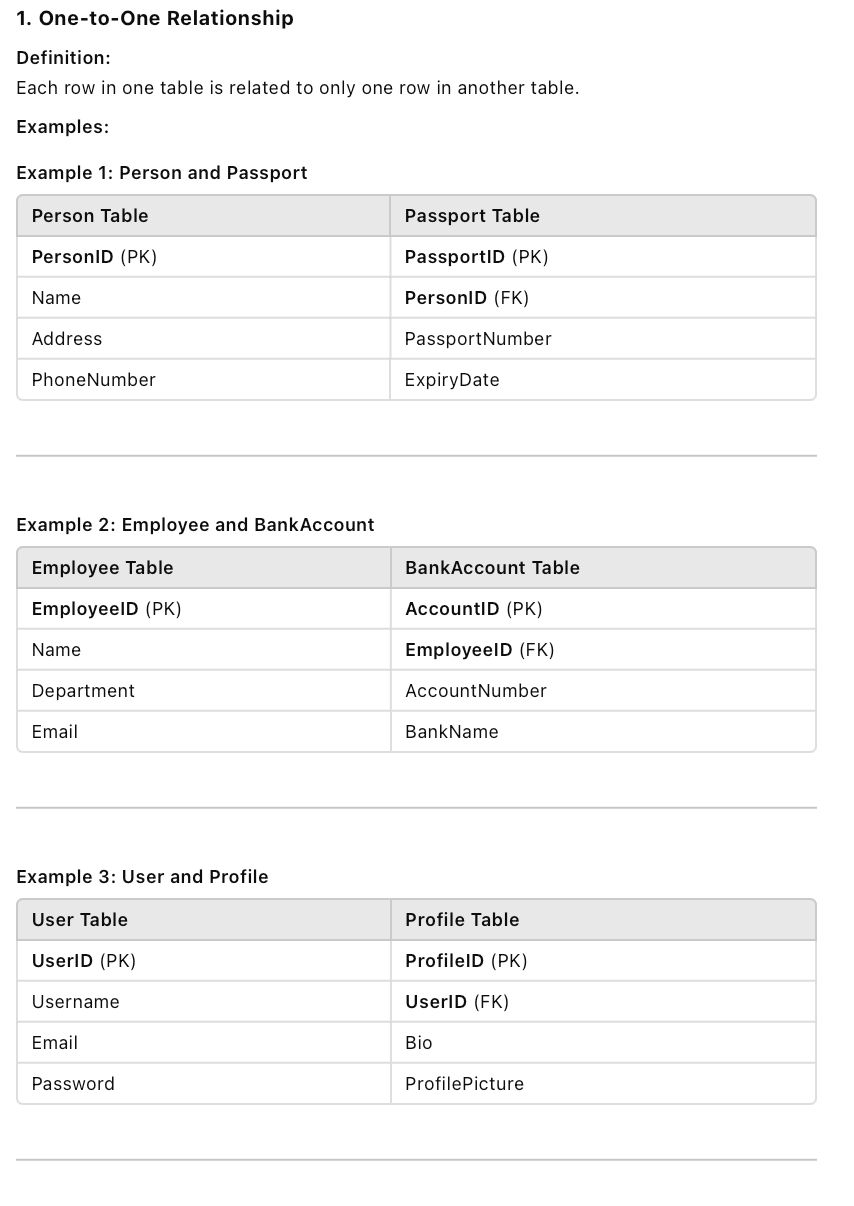 1. One-to-One Relationship
Definition:
Each row in one table is related to only one row in another table.
Examples:
Example 1: Person and Passport
Person Table Passport Table
PersonID (PK) PassportID (PK)
Name PersonID (FK)
Address PassportNumber
PhoneNumber ExpiryDate
Example 2: Employee and BankAccount
Employee Table BankAccount Table
EmployeeID (PK) AccountID (PK)
Name EmployeeID (FK)
Department AccountNumber
Email BankName
Example 3: User and Profile
User Table Profile Table
UserID (PK) ProfileID (PK)
Username UserID (FK)
Email Bio
Password ProfilePicture